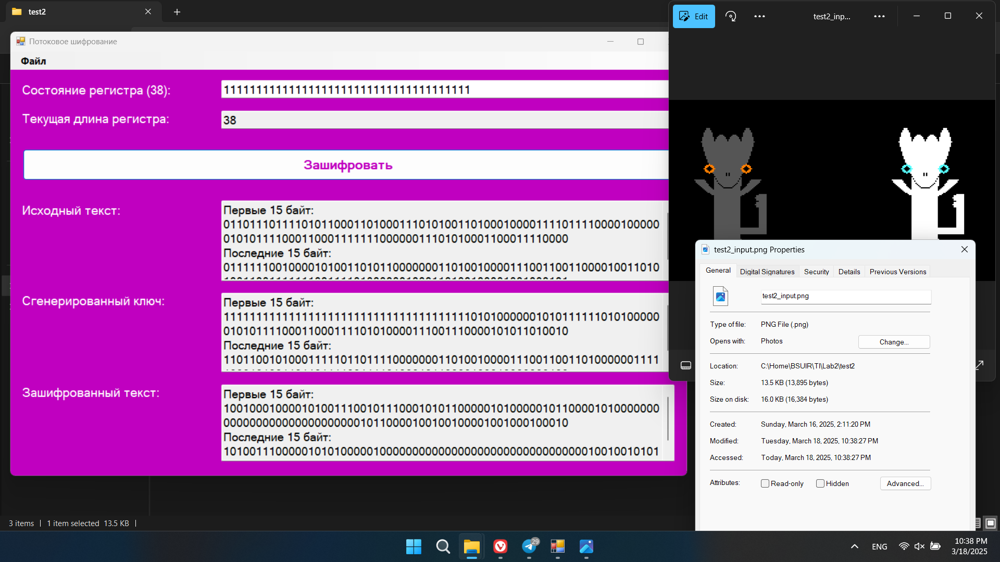 test2
Edit
test2_inp...
Потоковое шифрование
Файл
Состояние регистра (38):
11111111111111111111111111111111111111
Текущая длина регистра:
38
Зашифровать
Исходный текст:
Первые 15 байт:
0110111011110101100011010001110101001101000100001111011110000100000
01010111100011000111111100000011101010001100011110000
Последние 15 байт:
0111111001000010100110101100000001101001000011100110011000010011010
Сгенерированный ключ:
Первые 15 байт:
1111111111111111111111111111111111111101010000001010111111010100000
01010111100011000111101010000111001110000101011010010
Последние 15 байт:
1101100101000111110110111100000001101001000011100110011010000001111
Зашифрованный текст:
Первые 15 байт:
1001000100001010011100101110001010110000010100000101100001010000000
00000000000000000000010110000100100100001001000100010
Последние 15 байт:
1010011100000101010000010000000000000000000000000000000010010010101
test2_input.png Properties
General
Digital Signatures
Security
Details
Previous Versions
test2_input.png
Type of file:
PNG File (.png)
Opens with:
Photos
Change...
Location:
C:\Home\BSUIR\TI\Lab2\test2
Size:
13.5 KB (13,895 bytes)
Size on disk:
16.0 KB (16,384 bytes)
Created:
Sunday, March 16, 2025, 2:11:20 PM
Modified:
Tuesday, March 18, 2025, 10:38:27 PM
Accessed:
Today, March 18, 2025, 10:38:27 PM
Attributes:
Read-only
Hidden
Advanced...
3 items
1 item selected 13.5 KB
29
ENG
10:38 PM
3/18/2025